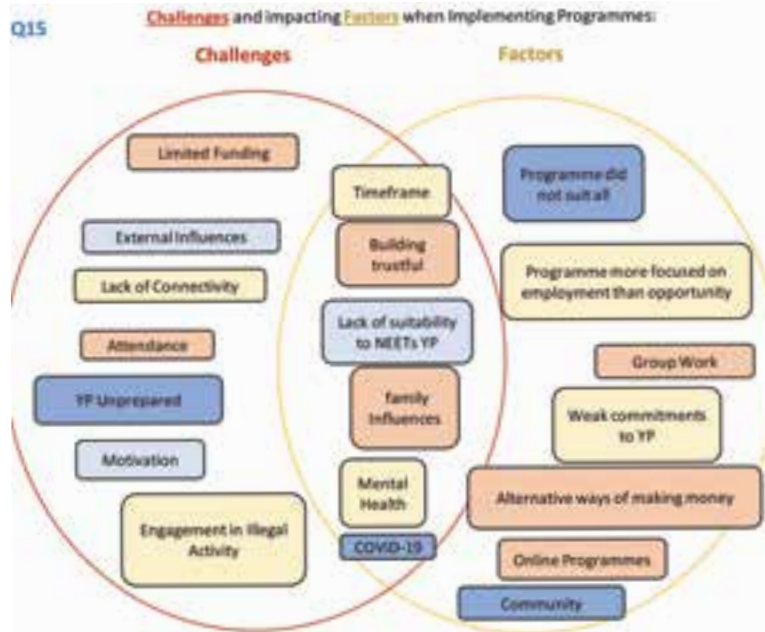 Q15
Challenges and impacting Factors when Implementing Programmes:
Challenges
Factors
Limited Funding
External Influences
Lack of Connectivity
Attendance
YP Unprepared
Motivation
Engagement in Illegal
Activity
Timeframe
Building
trustful
Lack of suitability
to NEETs YP
family
Influences
Mental
Health
COVID-19
Programme did
not suit all
Programme more focused on
employment than opportunity
Group Work
Weak commitments
to YP
Alternative ways of making money
Online Programmes
Community